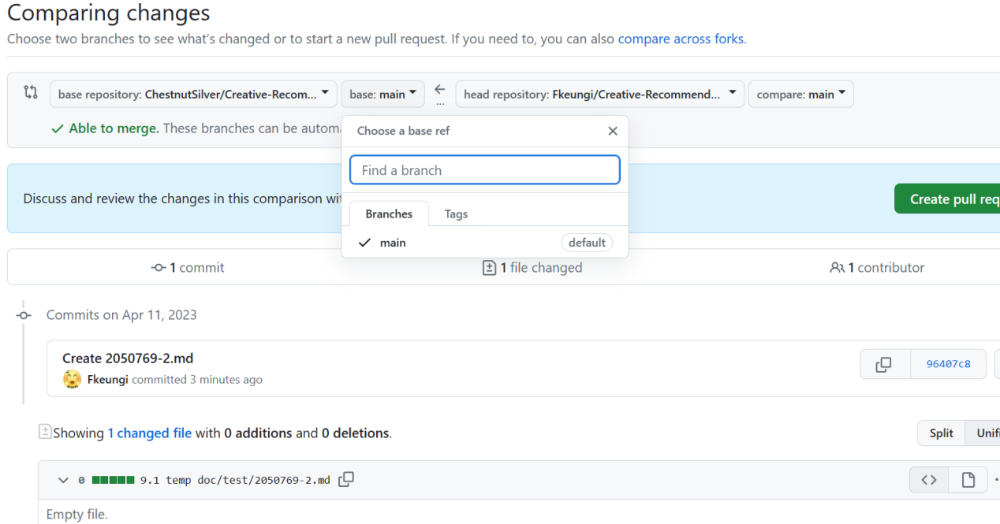 Comparing changes
Choose two branches to see what's changed or to start a new pull request. If you need to, you can also compare across forks.
base repository: ChestnutSilver/Creative-Recom... base: main ... head repository: Fkeungi/Creative-Recommend... compare: main
Able to merge. These branches can be automa
Choose a base ref
Find a branch
Discuss and review the changes in this comparison wit
Create pull req
Branches Tags
main default
1 commit 1 file changed 1 contributor
Commits on Apr 11, 2023
Create 2050769-2.md
Fkeungi committed 3 minutes ago
96407c8
Showing 1 changed file with 0 additions and 0 deletions.
Split Unifi
0 9.1 temp doc/test/2050769-2.md
Empty file.